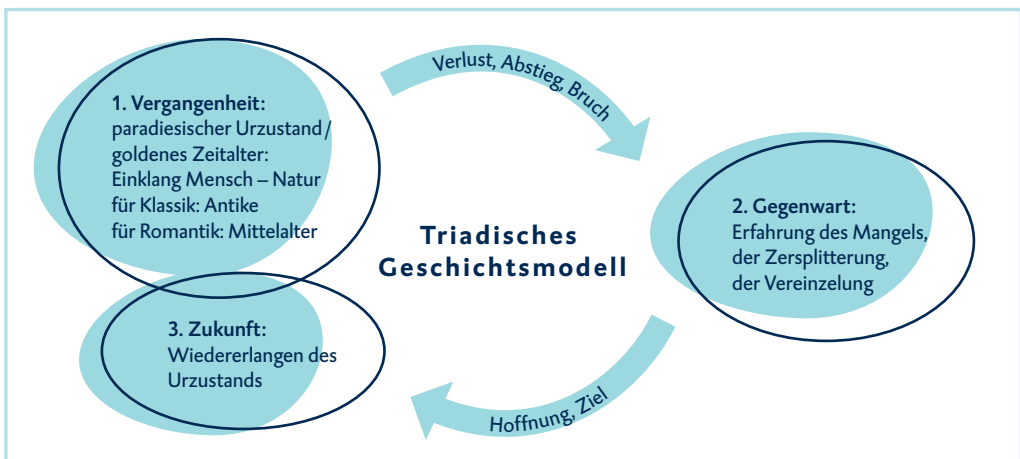 Verlust, Abstieg, Bruch
1. Vergangenheit:
paradiesischer Urzustand/
goldenes Zeitalter:
Einklang Mensch – Natur
für Klassik: Antike
für Romantik: Mittelalter
Triadisches
Geschichtsmodell
2. Gegenwart:
Erfahrung des Mangels,
der Zersplitterung,
der Vereinzelung
3. Zukunft:
Wiedererlangen des
Urzustands
Hoffnung, Ziel